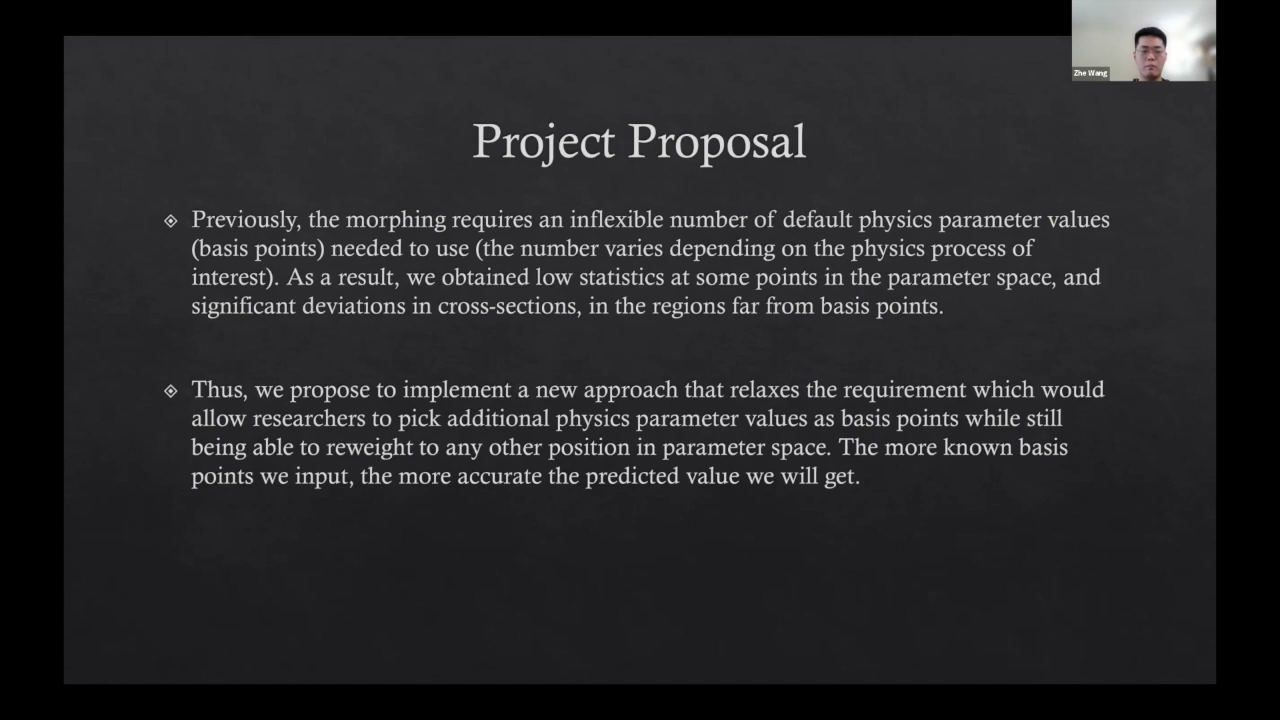 Zhe Wang
Project Proposal
Previously, the morphing requires an inflexible number of default physics parameter values
(basis points) needed to use (the number varies depending on the physics process of
interest). As a result, we obtained low statistics at some points in the parameter space, and
significant deviations in cross-sections, in the regions far from basis points.
Thus, we propose to implement a new approach that relaxes the requirement which would
allow researchers to pick additional physics parameter values as basis points while still
being able to reweight to any other position in parameter space. The more known basis
points we input, the more accurate the predicted value we will get.